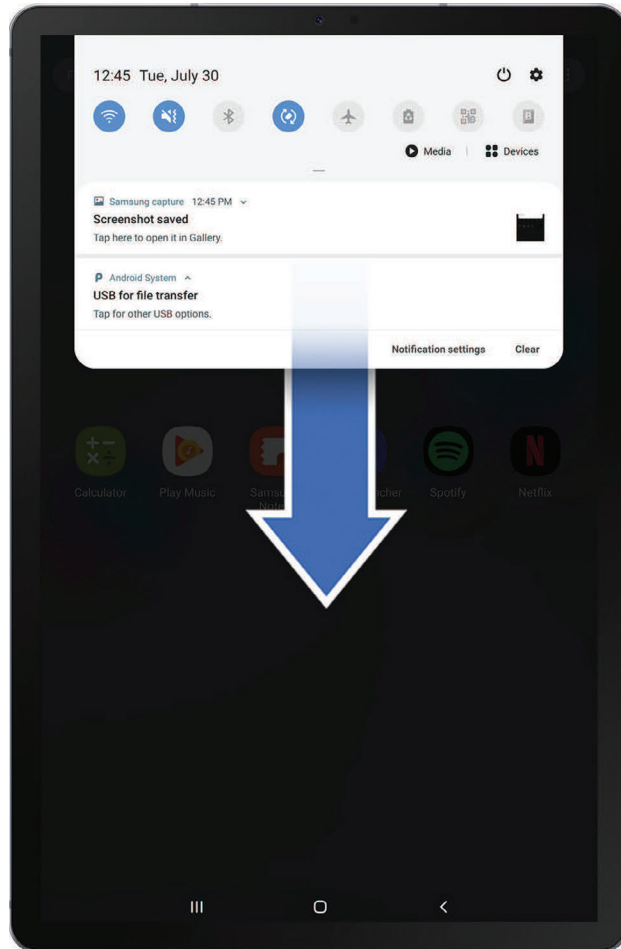 12:45 Tue, July 30
Media
Devices
Samsung capture 12:45 PM
Screenshot saved
Tap here to open it in Gallery.
Android System
USB for file transfer
Tap for other USB options.
Notification settings Clear
Calculator Play Music Spotify Netflix